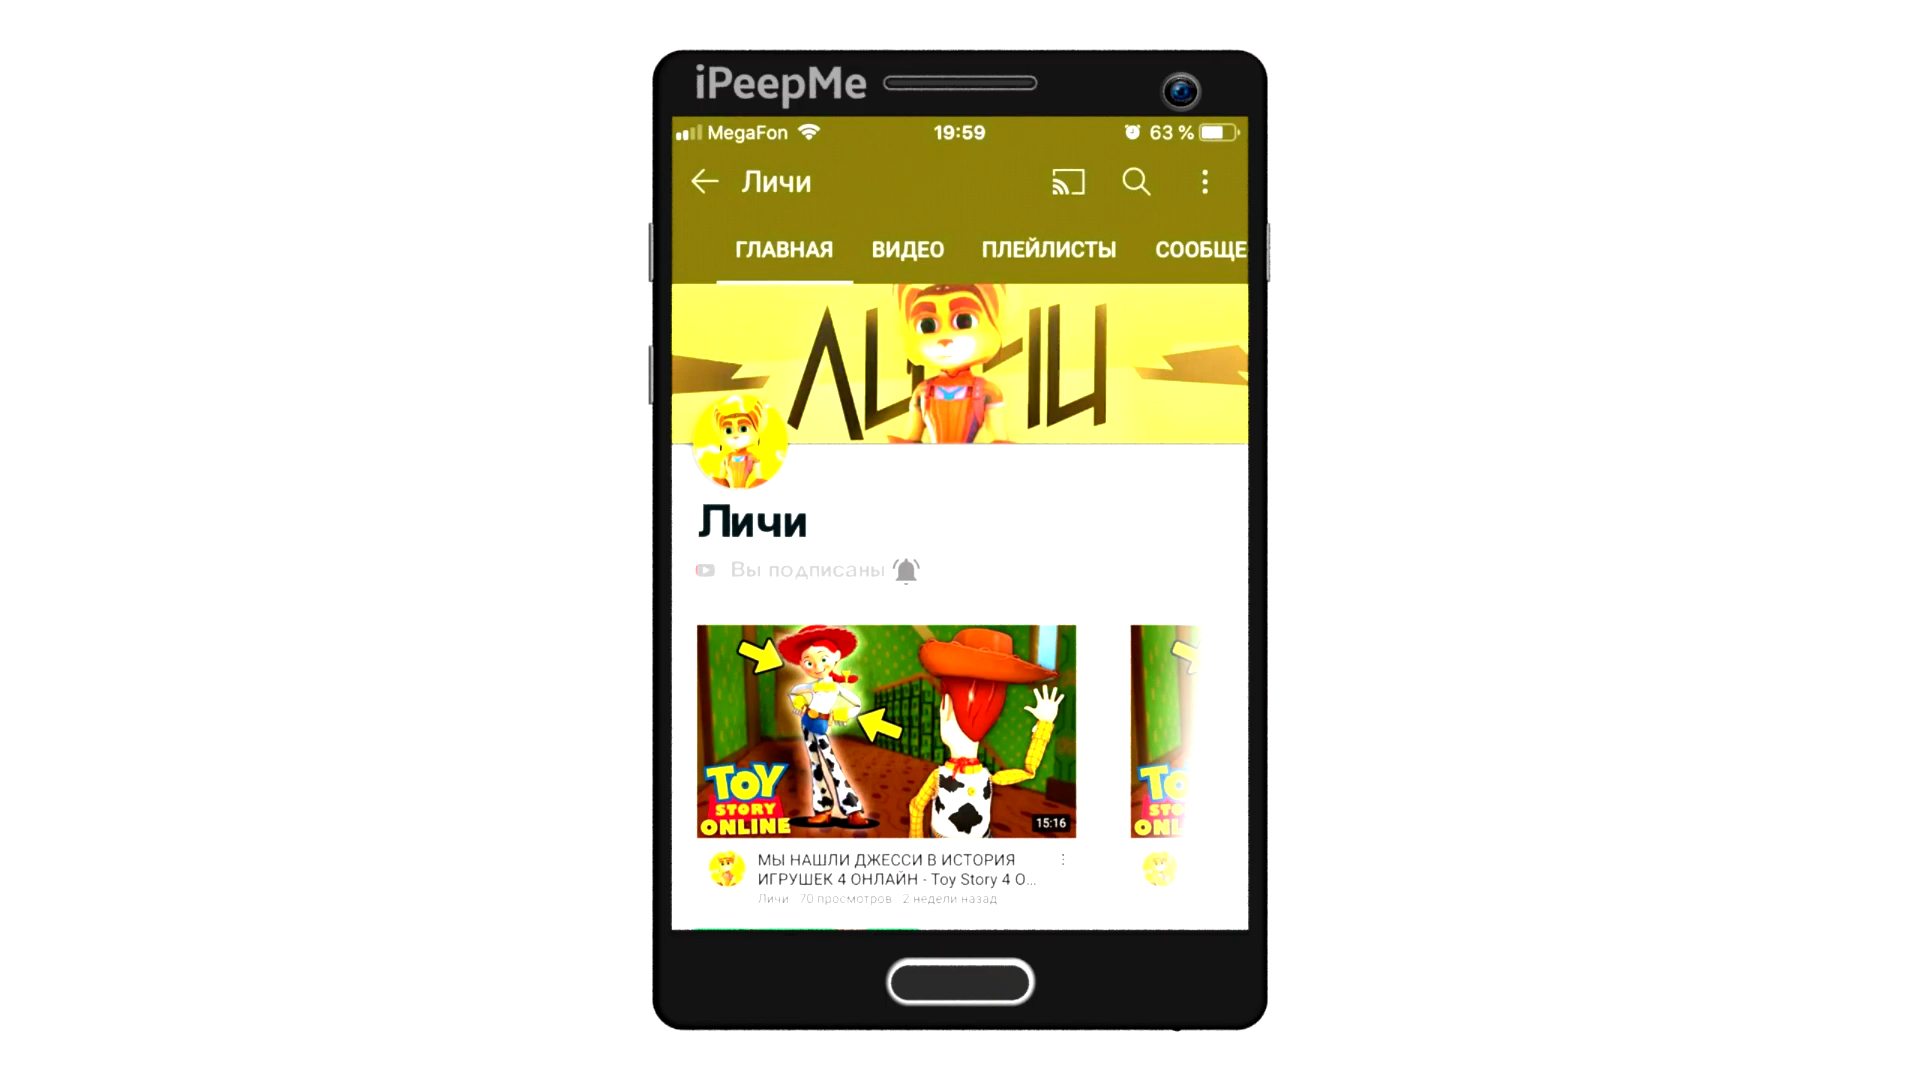 iPeepMe
MegaFon 19:59 63 %
Личи
ГЛАВНАЯ ВИДЕО ПЛЕЙЛИСТЫ СООБЩЕ
Личи
Вы подписаны
TOY
STORY
ONLINE
15:16
МЫ НАШЛИ ДЖЕССИ В ИСТОРИЯ
ИГРУШЕК 4 ОНЛАЙН - Toy Story 4 O...
Личи 70 просмотров 2 недели назад